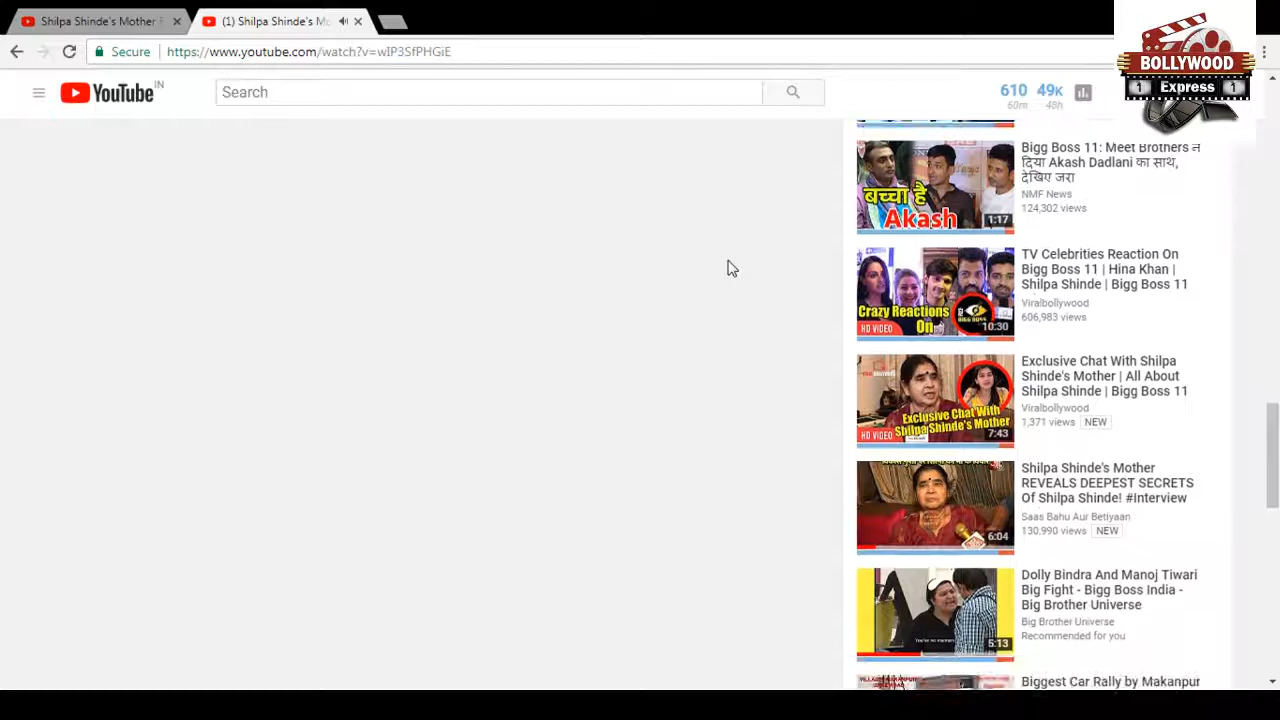 Shilpa Shinde's Mother
(1) Shilpa Shinde's Mo
Secure
https://www.youtube.com/watch?v=wIP3SfPHGiE
BOLLYWOOD
1 Express 1
YouTube IN
Search
610 49K
60m 48h
Bigg Boss 11: Meet Brothers ने
दिया Akash Dadlani का साथ,
देखिए जरा
NMF News
124,302 views
बच्चा है
Akash
1:17
TV Celebrities Reaction On
Bigg Boss 11 | Hina Khan |
Shilpa Shinde | Bigg Boss 11
Viralbollywood
606,983 views
Crazy Reactions
On
BIGG BOSS
HD VIDEO
10:30
Exclusive Chat With Shilpa
Shinde's Mother | All About
Shilpa Shinde | Bigg Boss 11
Viralbollywood
1,371 views NEW
Exclusive Chat With
Shilpa Shinde's Mother
HD VIDEO
7:43
Shilpa Shinde's Mother
REVEALS DEEPEST SECRETS
Of Shilpa Shinde! #Interview
Saas Bahu Aur Betiyaan
130,990 views NEW
6:04
Dolly Bindra And Manoj Tiwari
Big Fight - Bigg Boss India -
Big Brother Universe
Big Brother Universe
Recommended for you
5:13
Biggest Car Rally by Makanpur